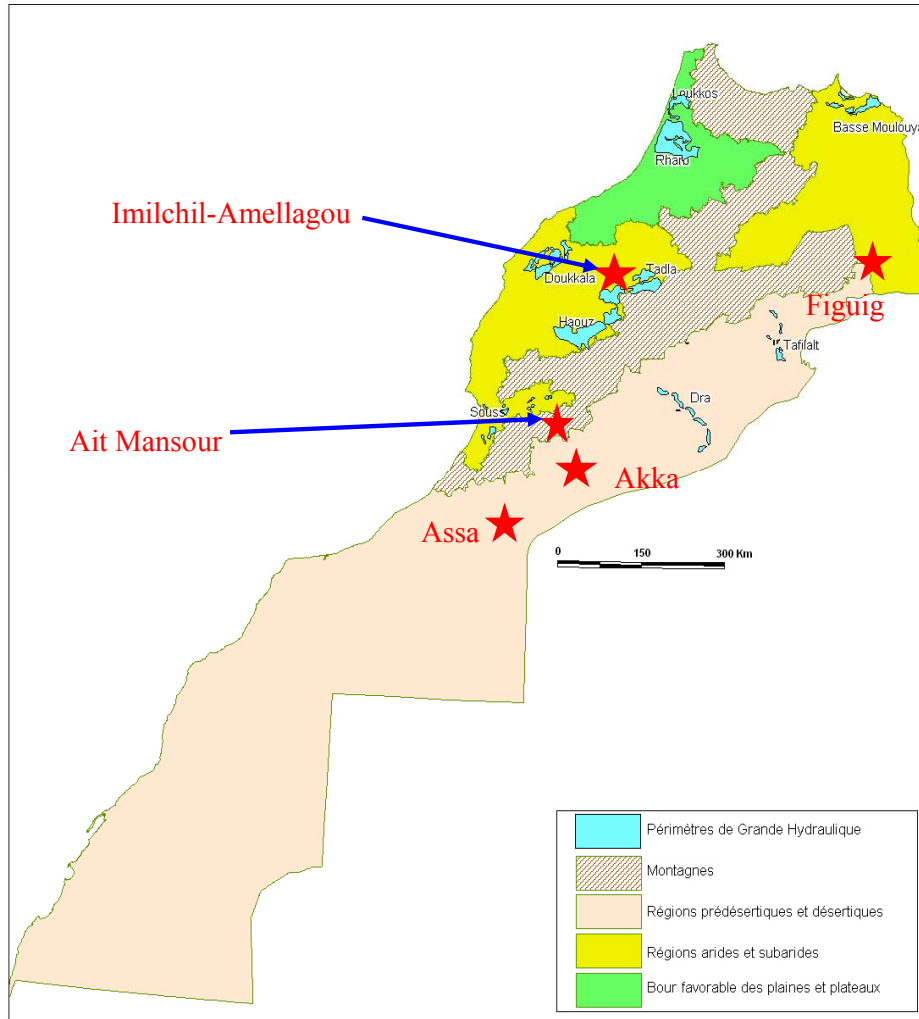 Loukkos
Basse Moulouya
Rharb
Imilchil-Amellagou
Doukkala
Tadla
Figuig
Haouz
Tafilalt
Dra
Souss
Ait Mansour
Akka
Assa
0 150 300 Km
Périmètres de Grande Hydraulique
Montagnes
Régions prédésertiques et désertiques
Régions arides et subarides
Bour favorable des plaines et plateaux